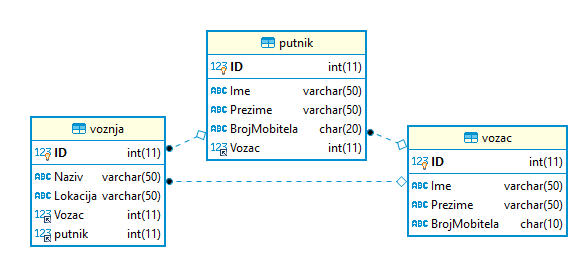 putnik
123 ID int(11)
ABC Ime varchar(50)
ABC Prezime varchar(50)
ABC BrojMobitela char(20)
123 Vozac int(11)
voznja
123 ID int(11)
ABC Naziv varchar(50)
ABC Lokacija varchar(50)
123 Vozac int(11)
123 putnik int(11)
vozac
123 ID int(11)
ABC Ime varchar(50)
ABC Prezime varchar(50)
ABC BrojMobitela char(10)